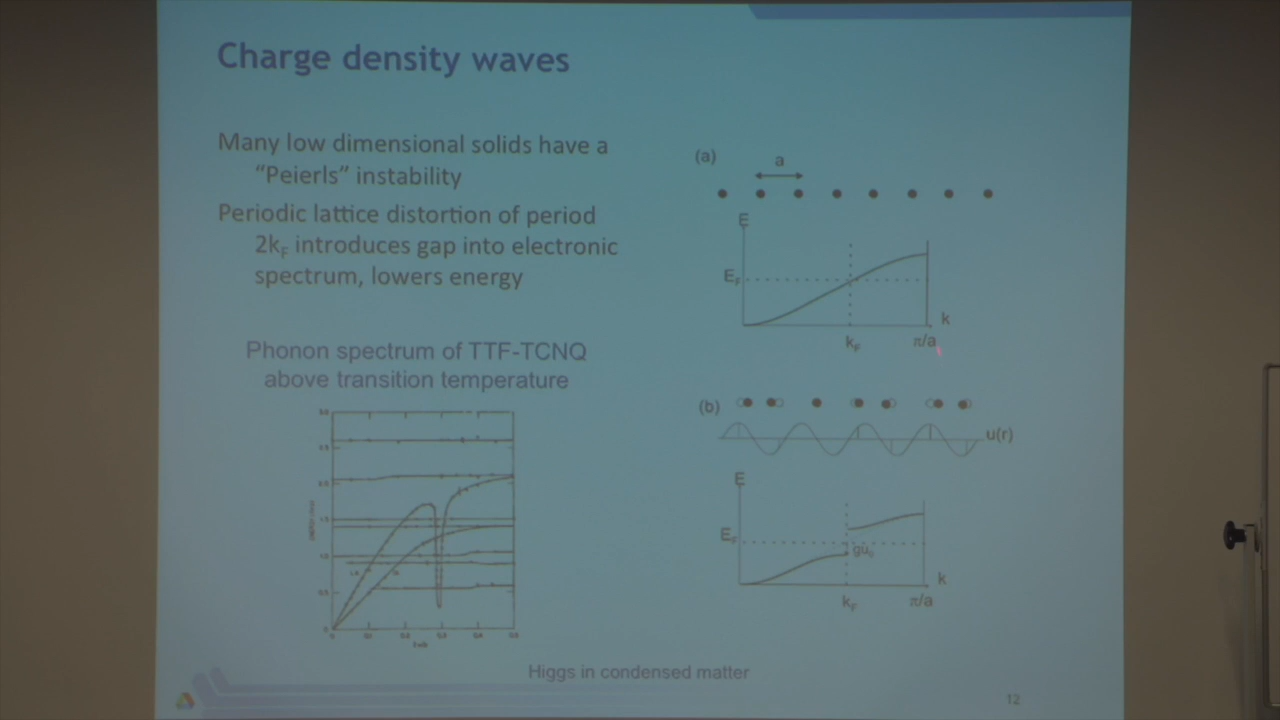 Charge density waves
Many low dimensional solids have a
“Peierls” instability
Periodic lattice distortion of period
2kF introduces gap into electronic
spectrum, lowers energy
Phonon spectrum of TTF-TCNQ
above transition temperature
(a)
a
E
EF
k
kF
π/a
(b)
u(r)
E
EF
gu0
k
kF
π/a
Higgs in condensed matter
12